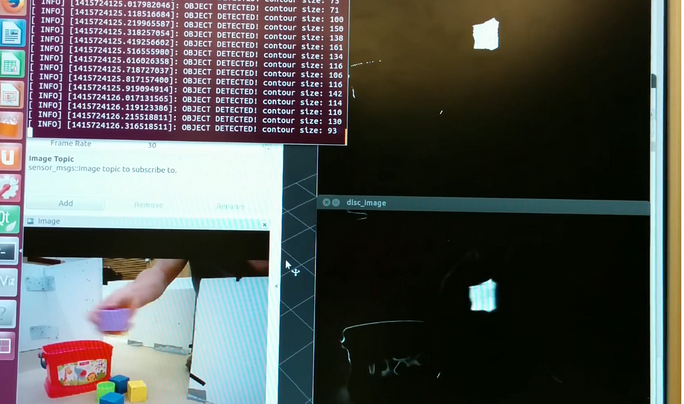 [ INFO] [1415724125.017982046]: OBJECT DETECTED! contour size: 73
[ INFO] [1415724125.118516684]: OBJECT DETECTED! contour size: 71
[ INFO] [1415724125.219965587]: OBJECT DETECTED! contour size: 100
[ INFO] [1415724125.318257054]: OBJECT DETECTED! contour size: 150
[ INFO] [1415724125.419256602]: OBJECT DETECTED! contour size: 138
[ INFO] [1415724125.516555980]: OBJECT DETECTED! contour size: 161
[ INFO] [1415724125.616026358]: OBJECT DETECTED! contour size: 134
[ INFO] [1415724125.718727037]: OBJECT DETECTED! contour size: 116
[ INFO] [1415724125.817157400]: OBJECT DETECTED! contour size: 106
[ INFO] [1415724125.919094914]: OBJECT DETECTED! contour size: 116
[ INFO] [1415724126.017131565]: OBJECT DETECTED! contour size: 142
[ INFO] [1415724126.119123386]: OBJECT DETECTED! contour size: 114
[ INFO] [1415724126.215518811]: OBJECT DETECTED! contour size: 110
[ INFO] [1415724126.316518511]: OBJECT DETECTED! contour size: 130
contour size: 93
Frame Rate 30
Image Topic
sensor_msgs::Image topic to subscribe to.
Add Remove Rename
Image
disc_image
Qt